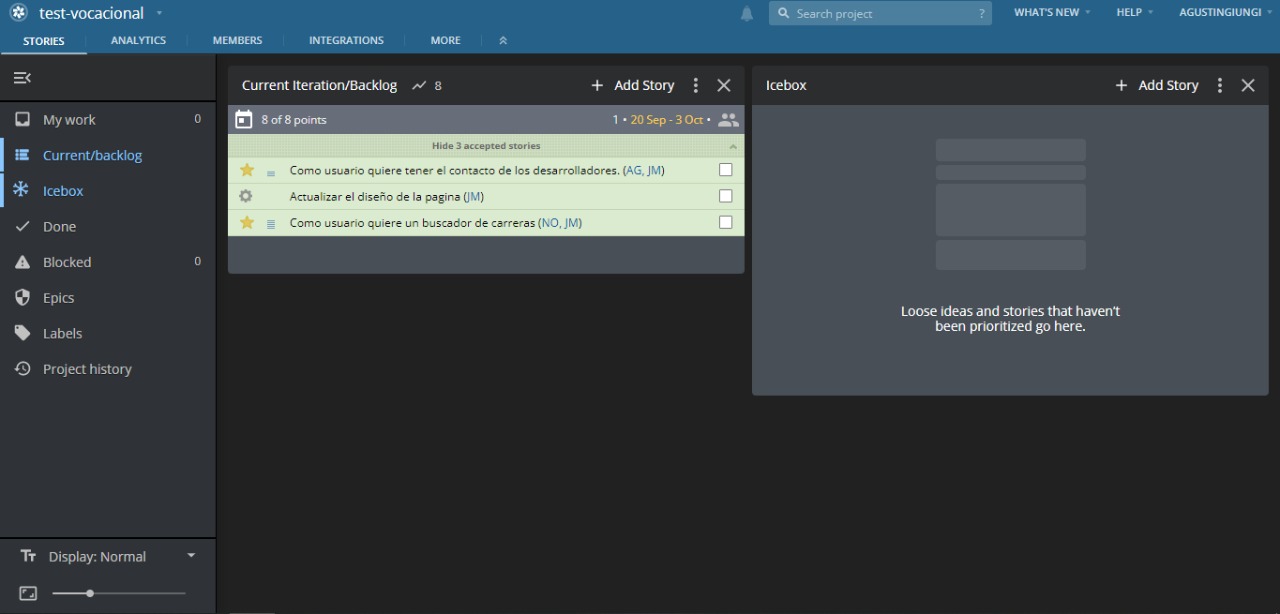 test-vocacional
Search project ?
WHAT'S NEW
HELP
AGUSTINGIUNGI
STORIES
ANALYTICS
MEMBERS
INTEGRATIONS
MORE
My work 0
Current/backlog
Icebox
Done
Blocked 0
Epics
Labels
Project history
Display: Normal
Current Iteration/Backlog 8 + Add Story
8 of 8 points 1 • 20 Sep - 3 Oct •
Hide 3 accepted stories
Como usuario quiere tener el contacto de los desarrolladores. (AG, JM)
Actualizar el diseño de la pagina (JM)
Como usuario quiere un buscador de carreras (NO, JM)
Icebox + Add Story
Loose ideas and stories that haven't
been prioritized go here.